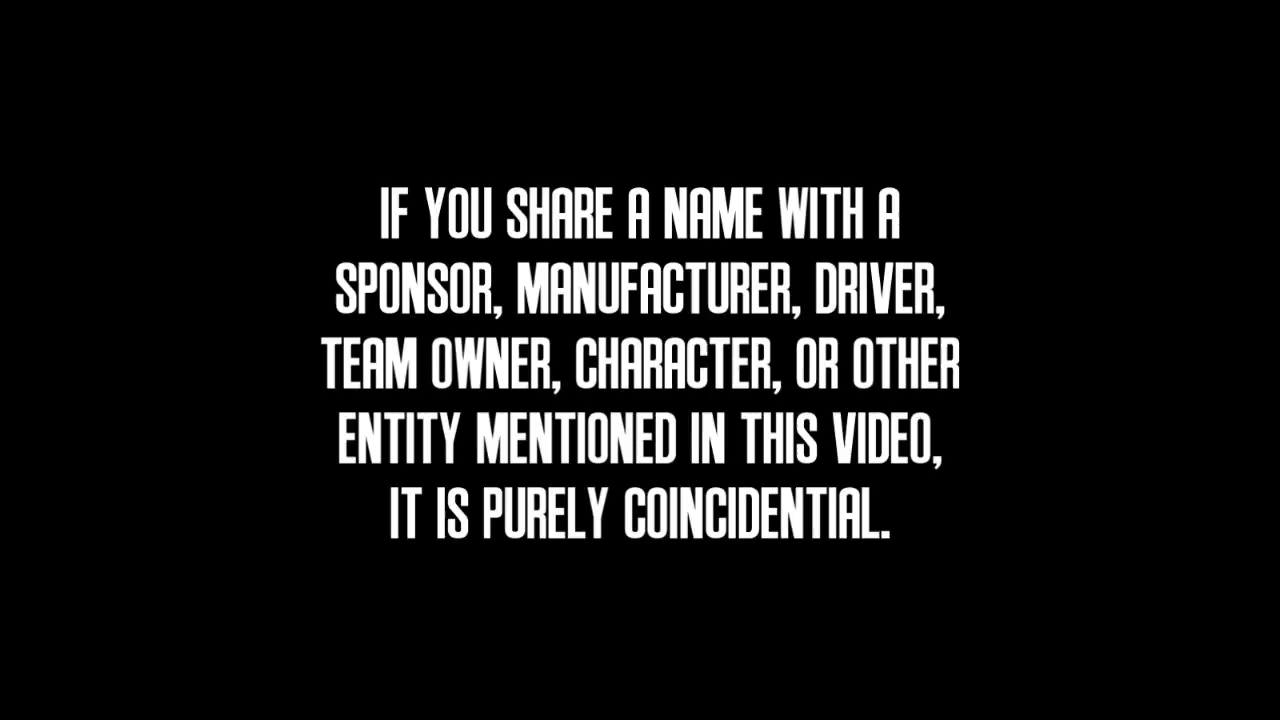 IF YOU SHARE A NAME WITH A
SPONSOR, MANUFACTURER, DRIVER,
TEAM OWNER, CHARACTER, OR OTHER
ENTITY MENTIONED IN THIS VIDEO,
IT IS PURELY COINCIDENTIAL.